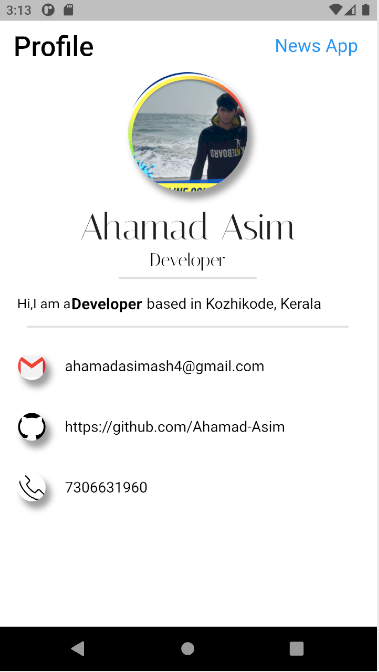 3:13
Profile
News App
Ahamad Asim
Developer
Hi,I am aDeveloper based in Kozhikode, Kerala
ahamadasimash4@gmail.com
https://github.com/Ahamad-Asim
7306631960